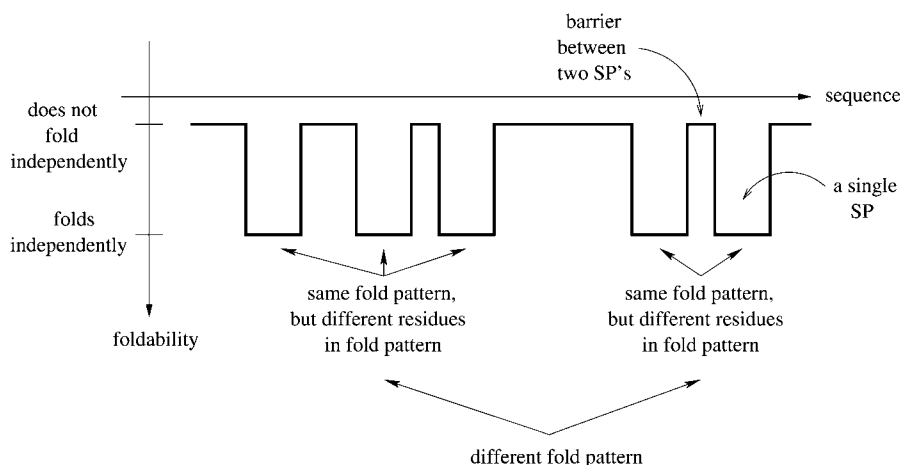 barrier
between
two SP's
sequence
does not
fold
independently
a single
SP
folds
independently
same fold pattern,
but different residues
in fold pattern
same fold pattern,
but different residues
in fold pattern
foldability
different fold pattern